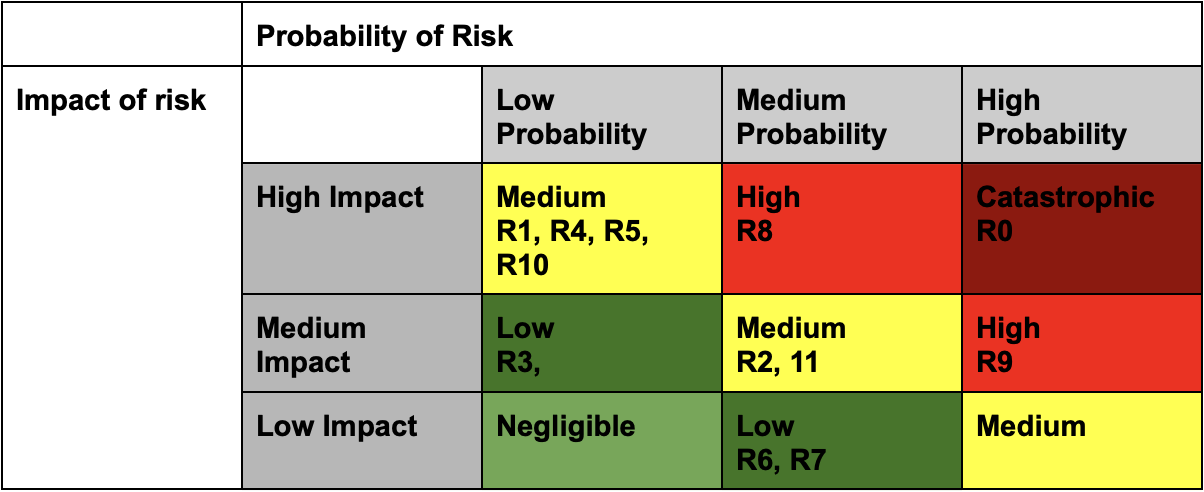 Probability of Risk
Impact of risk
Low
Probability
Medium
Probability
High
Probability
High Impact
Medium
R1, R4, R5,
R10
High
R8
Catastrophic
R0
Medium
Impact
Low
R3,
Medium
R2, 11
High
R9
Low Impact
Negligible
Low
R6, R7
Medium